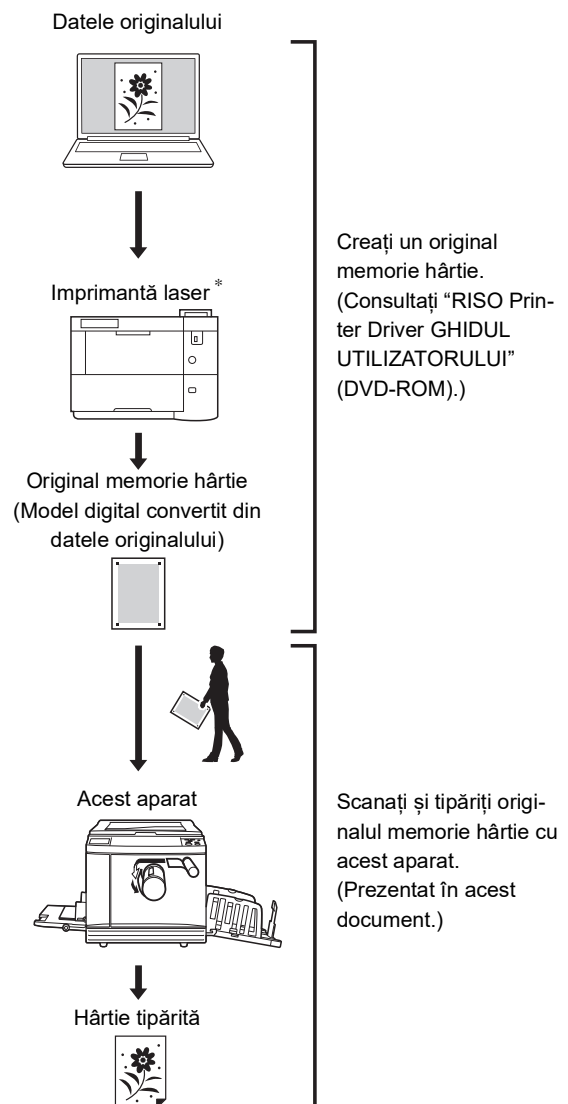 Datele originalului
Creați un original
memorie hârtie.
(Consultați “RISO Prin-
ter Driver GHIDUL
UTILIZATORULUI”
(DVD-ROM).)
Imprimantă laser *
Original memorie hârtie
(Model digital convertit din
datele originalului)
Acest aparat
Scanați și tipăriți origi-
nalul memorie hârtie cu
acest aparat.
(Prezentat în acest
document.)
Hârtie tipărită